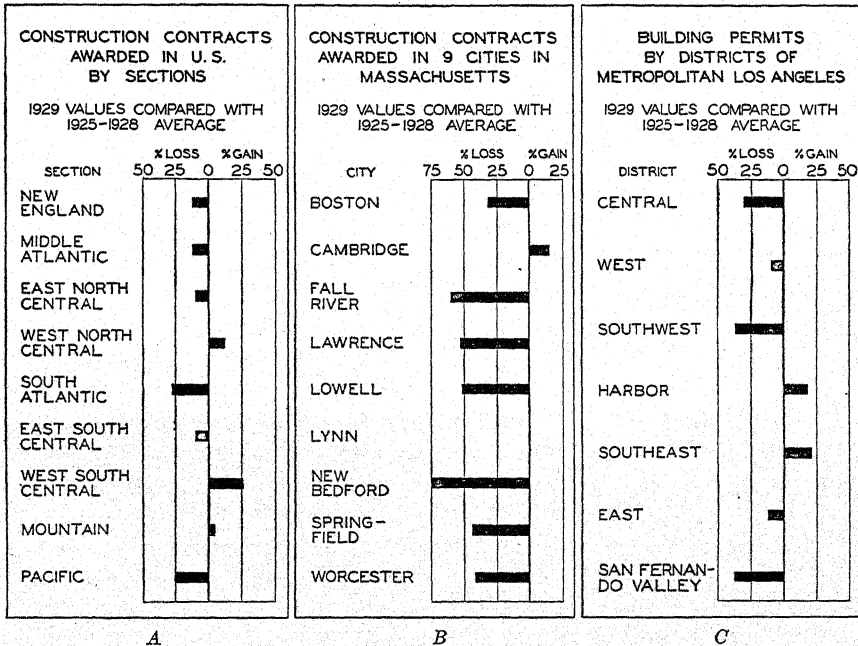 CONSTRUCTION CONTRACTS
AWARDED IN U. S.
BY SECTIONS
1929 VALUES COMPARED WITH
1925-1928 AVERAGE
% LOSS % GAIN
SECTION 50 25 0 25 50
NEW
ENGLAND
MIDDLE
ATLANTIC
EAST NORTH
CENTRAL
WEST NORTH
CENTRAL
SOUTH
ATLANTIC
EAST SOUTH
CENTRAL
WEST SOUTH
CENTRAL
MOUNTAIN
PACIFIC
A
CONSTRUCTION CONTRACTS
AWARDED IN 9 CITIES IN
MASSACHUSETTS
1929 VALUES COMPARED WITH
1925-1928 AVERAGE
% LOSS % GAIN
CITY 75 50 25 0 25
BOSTON
CAMBRIDGE
FALL
RIVER
LAWRENCE
LOWELL
LYNN
NEW
BEDFORD
SPRING-
FIELD
WORCESTER
B
BUILDING PERMITS
BY DISTRICTS OF
METROPOLITAN LOS ANGELES
1929 VALUES COMPARED WITH
1925-1928 AVERAGE
% LOSS % GAIN
DISTRICT 50 25 0 25 50
CENTRAL
WEST
SOUTHWEST
HARBOR
SOUTHEAST
EAST
SAN FERNAN-
DO VALLEY
C